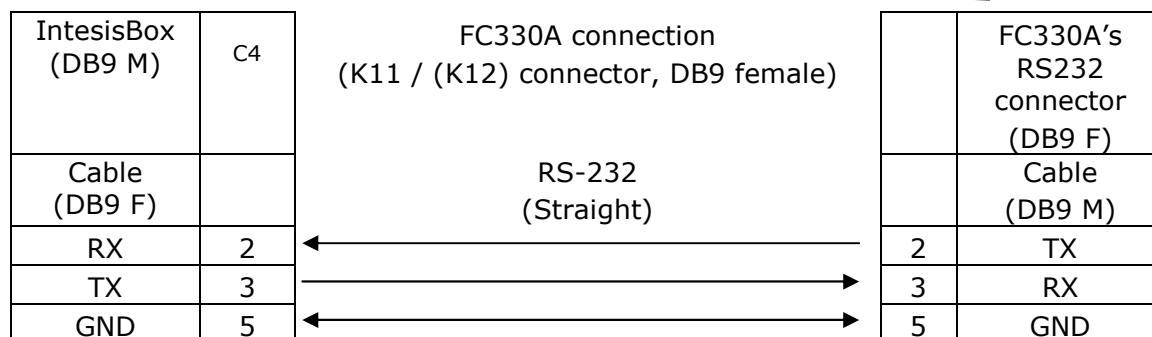 IntesisBox
(DB9 M)
C4
FC330A connection
(K11 / (K12) connector, DB9 female)
FC330A's
RS232
connector
(DB9 F)
Cable
(DB9 F)
RS-232
(Straight)
Cable
(DB9 M)
RX 2 2 TX
TX 3 3 RX
GND 5 5 GND